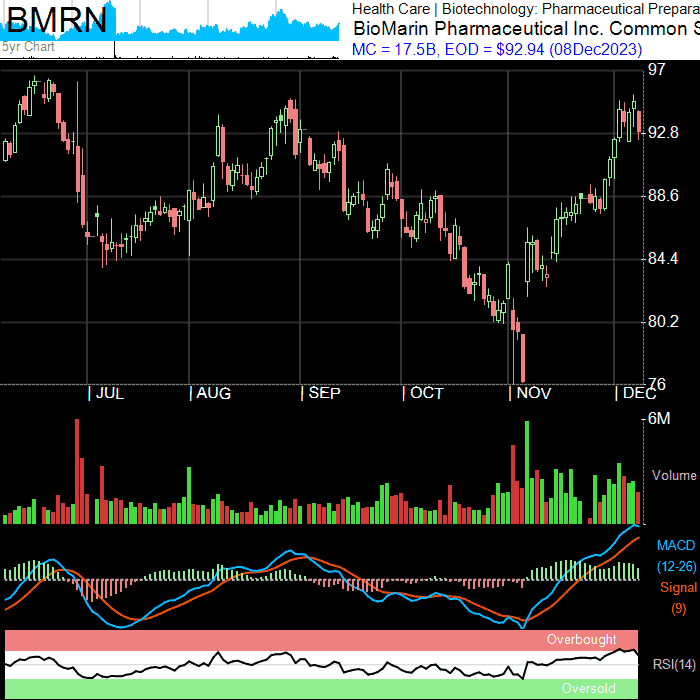 BMRN
5yr Chart
Health Care | Biotechnology: Pharmaceutical Prepara
BioMarin Pharmaceutical Inc. Common S
MC = 17.5B, EOD = $92.94 (08Dec2023)
97
92.8
88.6
84.4
80.2
76
| JUL | AUG | SEP | OCT | NOV | DEC
6M
Volume
MACD
(12-26)
Signal
(9)
Overbought
RSI(14)
Oversold